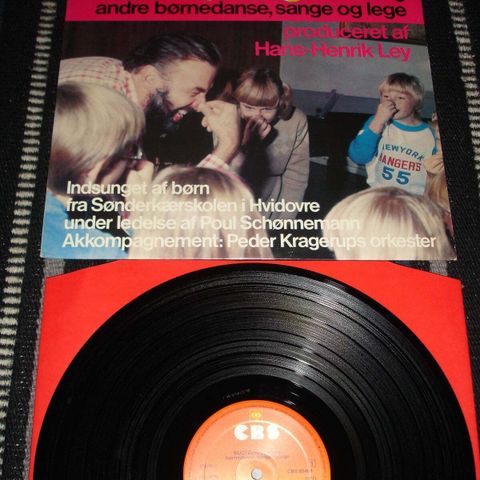 andre børnedanse, sange og lege
produceret af
Hans-Henrik Ley
NEW YORK
RANGERS
55
Indsunget af børn
fra Sønderkærskolen i Hvidovre
under ledelse af Poul Schønnemann
Akkompagnement: Peder Kragerups orkester
CBS